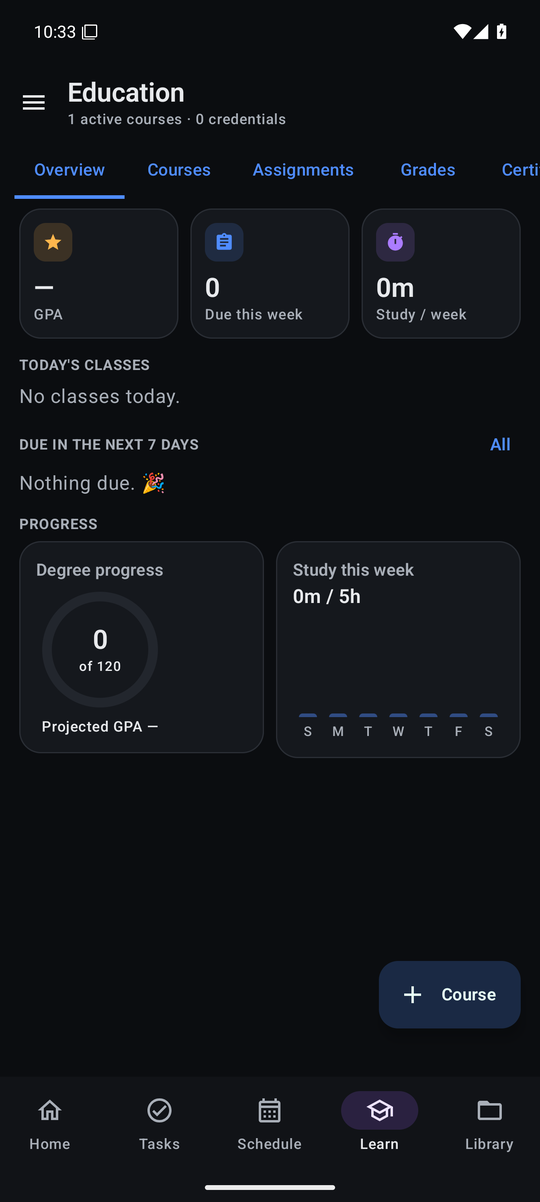 10:33
Education
1 active courses · 0 credentials
Overview Courses Assignments Grades Certi
–
GPA
0
Due this week
0m
Study / week
TODAY'S CLASSES
No classes today.
DUE IN THE NEXT 7 DAYS All
Nothing due. 🎉
PROGRESS
Degree progress
0
of 120
Projected GPA –
Study this week
0m / 5h
S M T W T F S
+ Course
Home Tasks Schedule Learn Library